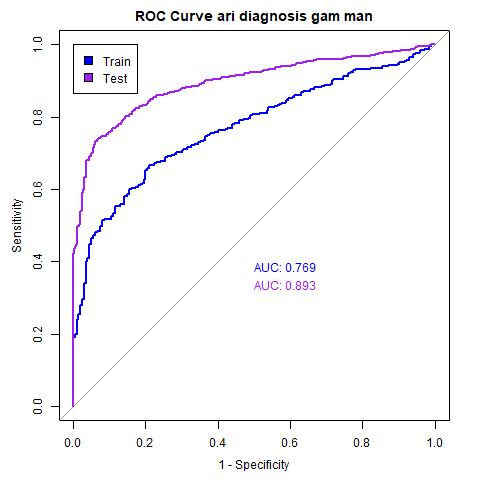 ROC Curve ari diagnosis gam man
Train
Test
AUC: 0.769
AUC: 0.893
Sensitivity
0.0
0.2
0.4
0.6
0.8
1.0
0.0 0.2 0.4 0.6 0.8 1.0
1 - Specificity